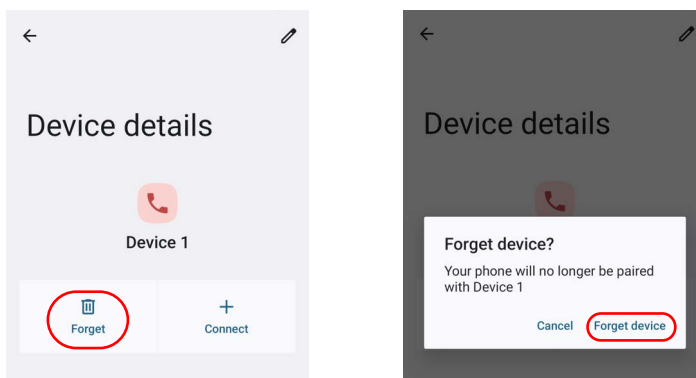 Device details
Device 1
Forget
Connect
Device details
Forget device?
Your phone will no longer be paired
with Device 1
Cancel
Forget device